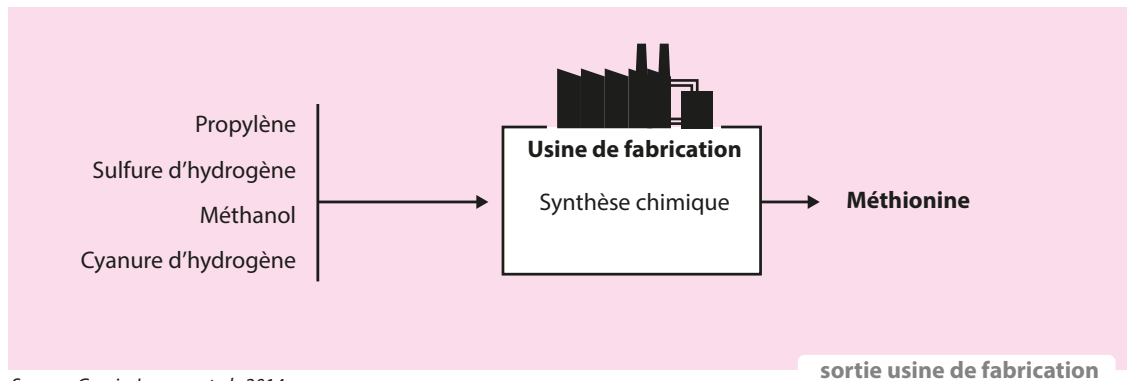 Propylène
Sulfure d'hydrogène
Méthanol
Cyanure d'hydrogène
Usine de fabrication
Synthèse chimique
Méthionine
sortie usine de fabrication